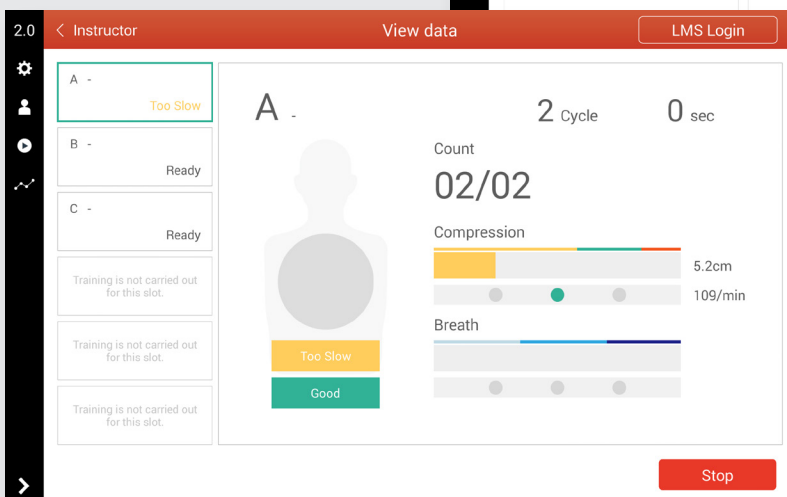 2.0
Instructor
View data
LMS Login
A -
Too Slow
B -
Ready
C -
Ready
Training is not carried out
for this slot.
Training is not carried out
for this slot.
Training is not carried out
for this slot.
A -
2 Cycle
0 sec
Count
02/02
Compression
5.2cm
109/min
Breath
Too Slow
Good
Stop